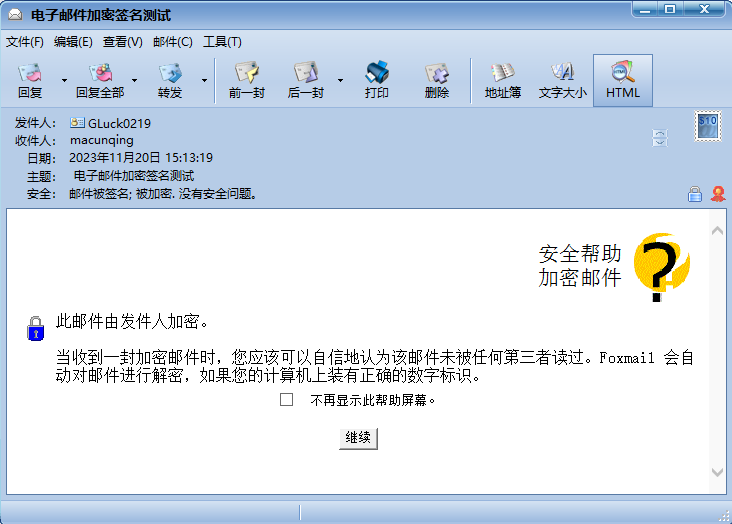 电子邮件加密签名测试
文件(F) 编辑(E) 查看(V) 邮件(C) 工具(T)
回复 回复全部 转发 前一封 后一封 打印 删除 地址簿 文字大小 HTML
发件人: GLuck0219
收件人: macunqing
日期: 2023年11月20日 15:13:19
主题: 电子邮件加密签名测试
安全: 邮件被签名; 被加密. 没有安全问题。
$10
安全帮助
加密邮件
此邮件由发件人加密。
当收到一封加密邮件时，您应该可以自信地认为该邮件未被任何第三者读过。Foxmail 会自
动对邮件进行解密，如果您的计算机上装有正确的数字标识。
不再显示此帮助屏幕。
继续